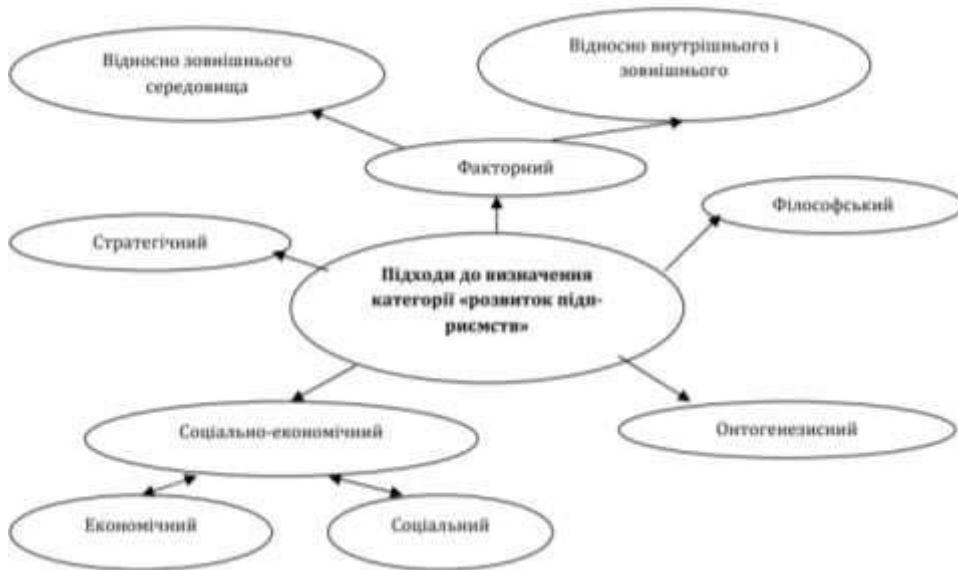 Відносно зовнішнього
середовища
Відносно внутрішнього і
зовнішнього
Факторний
Філософський
Стратегічний
Підходи до визначення
категорії «розвиток підп-
риємств»
Соціально-економічний
Онтогенезисний
Економічний
Соціальний